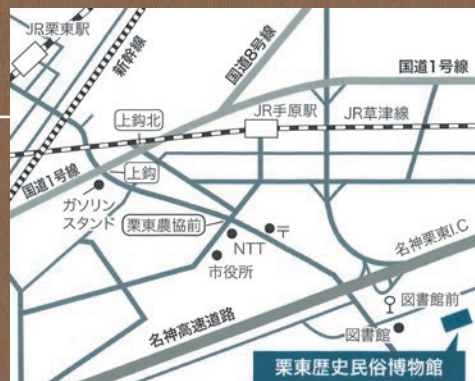 JR栗東駅
新幹線
国道8号線
国道1号線
上鈎北
JR手原駅
JR草津線
国道1号線
上鈎
ガソリン
スタンド
栗東農協前
〒
NTT
市役所
名神栗東I.C
名神高速道路
図書館前
図書館
栗東歴史民俗博物館